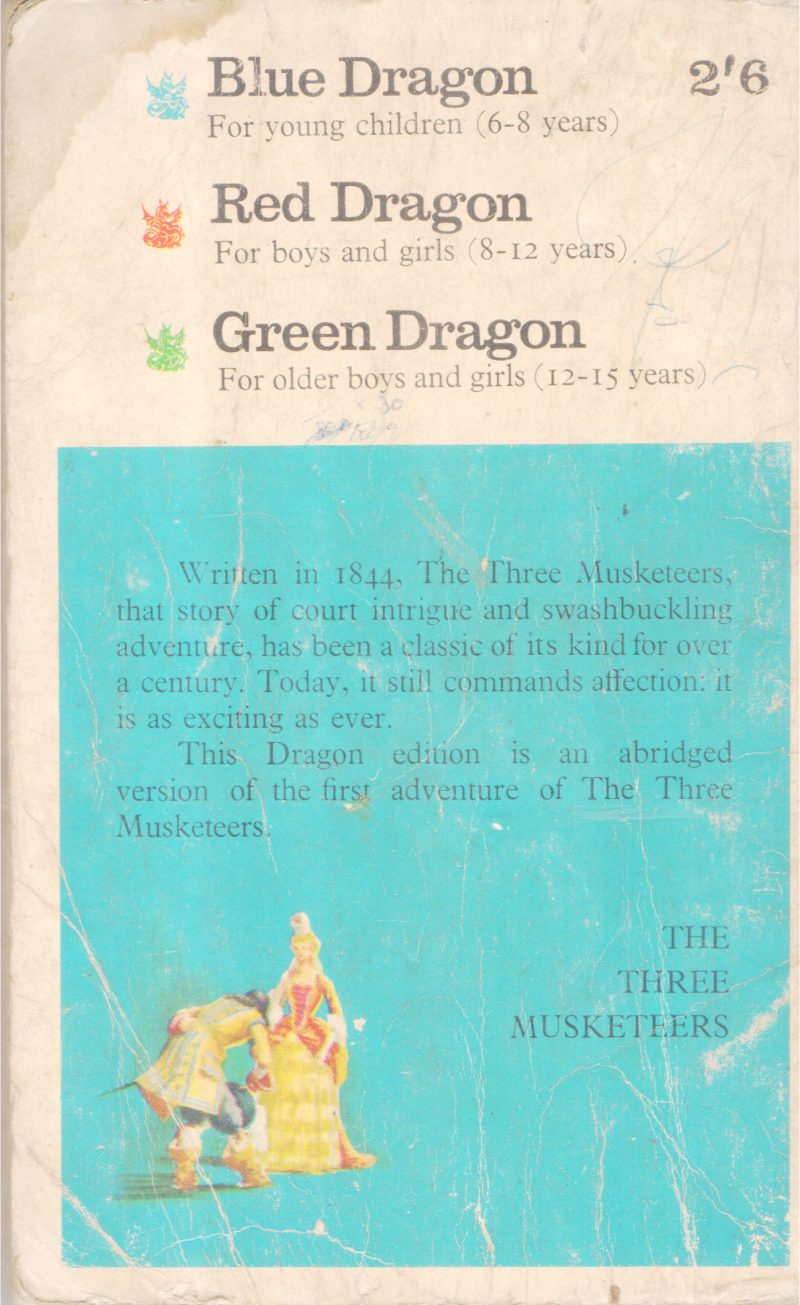 Blue Dragon
2'6
For young children (6-8 years)
Red Dragon
For boys and girls (8-12 years)
Green Dragon
For older boys and girls (12-15 years)
30
Written in 1844, The Three Musketeers,
that story of court intrigue and swashbuckling
adventure, has been a classic of its kind for over
a century. Today, it still commands affection: it
is as exciting as ever.
This Dragon edition is an abridged
version of the first adventure of The Three
Musketeers.
THE
THREE
MUSKETEERS